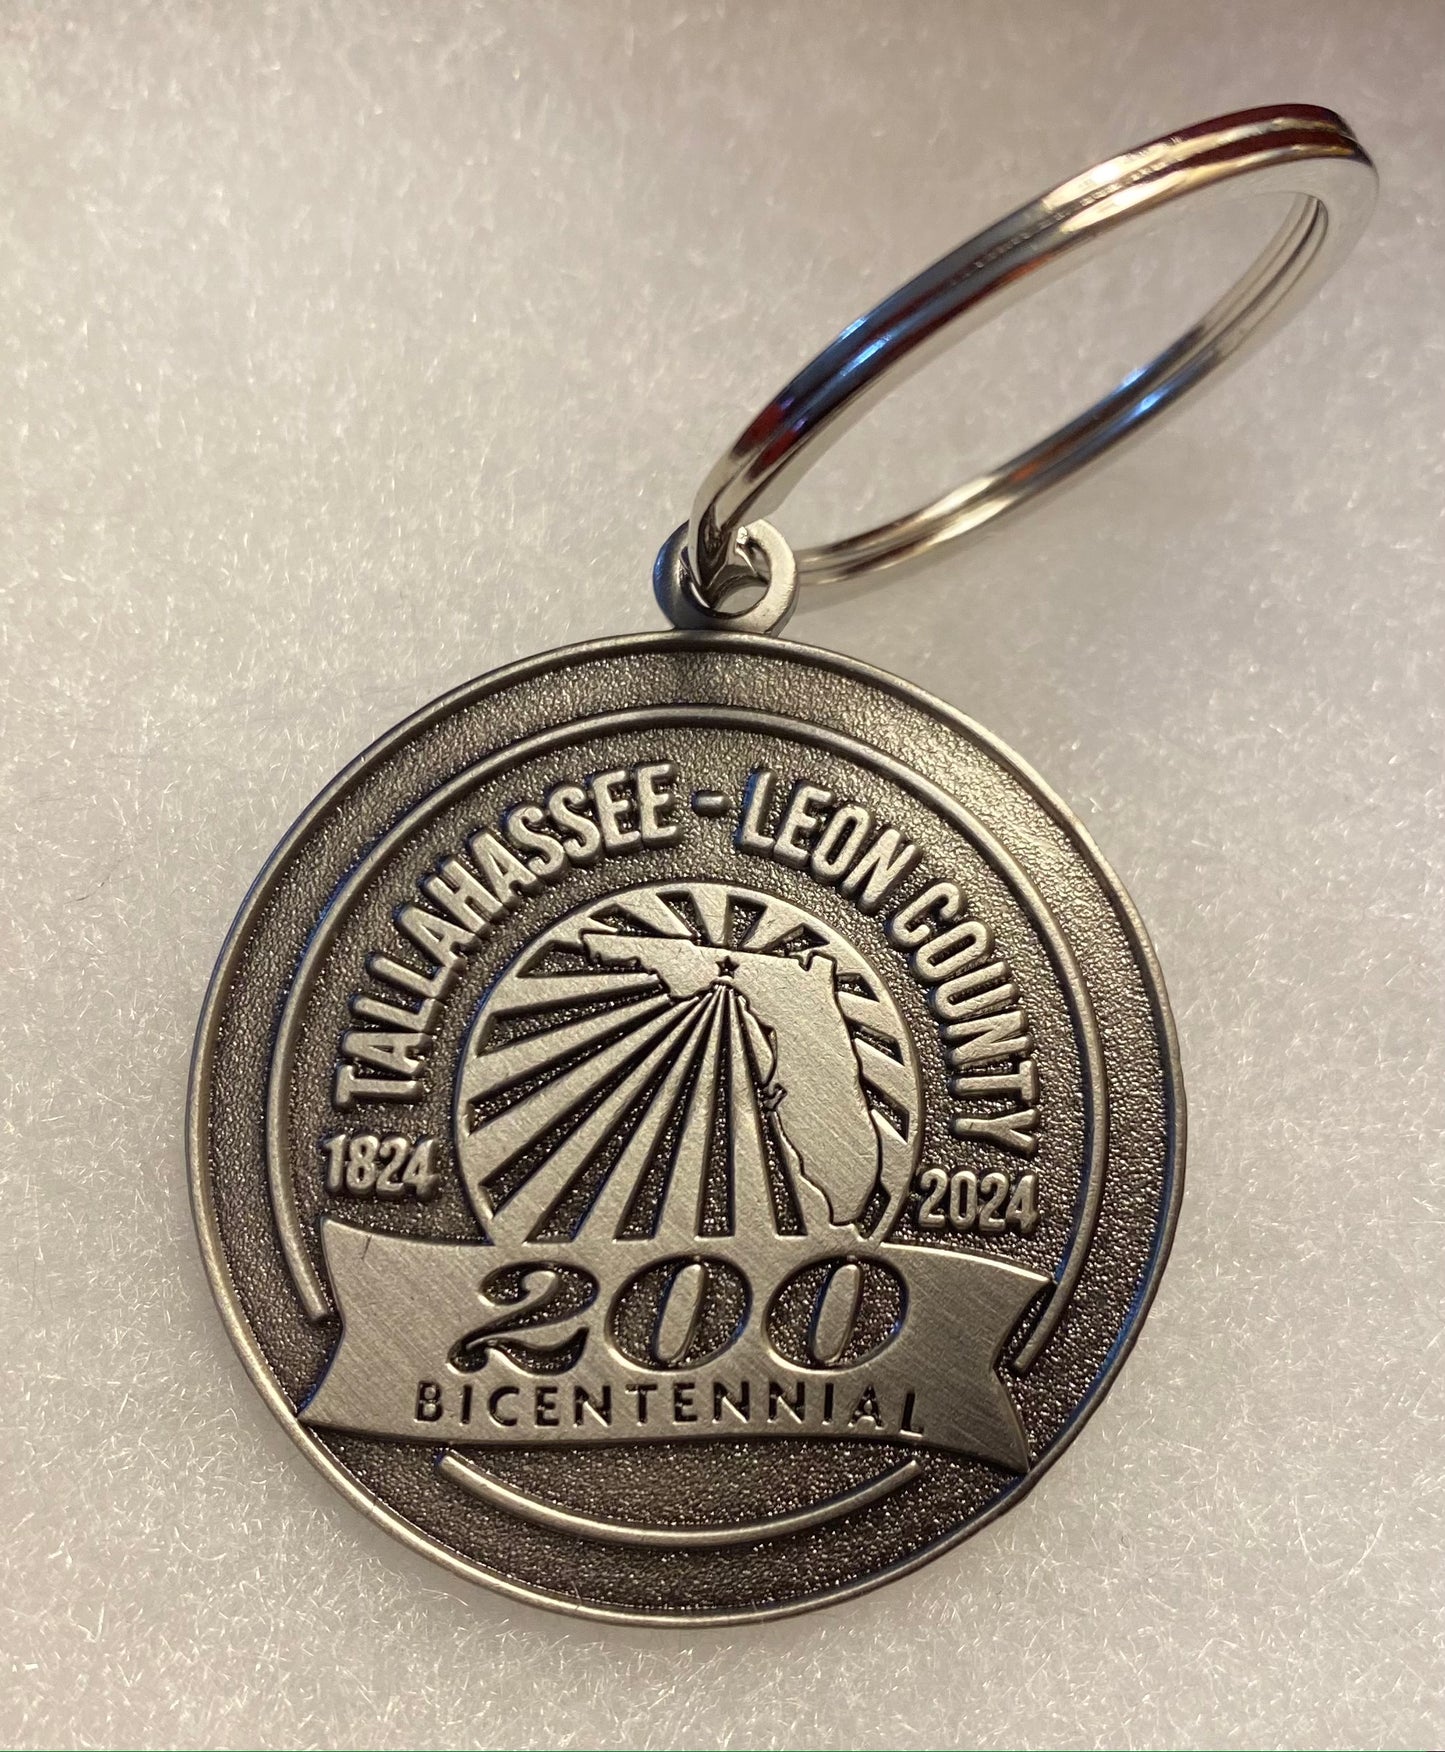 TALLAHASSEE - LEON COUNTY
1824 2024
200
BICENTENNIAL